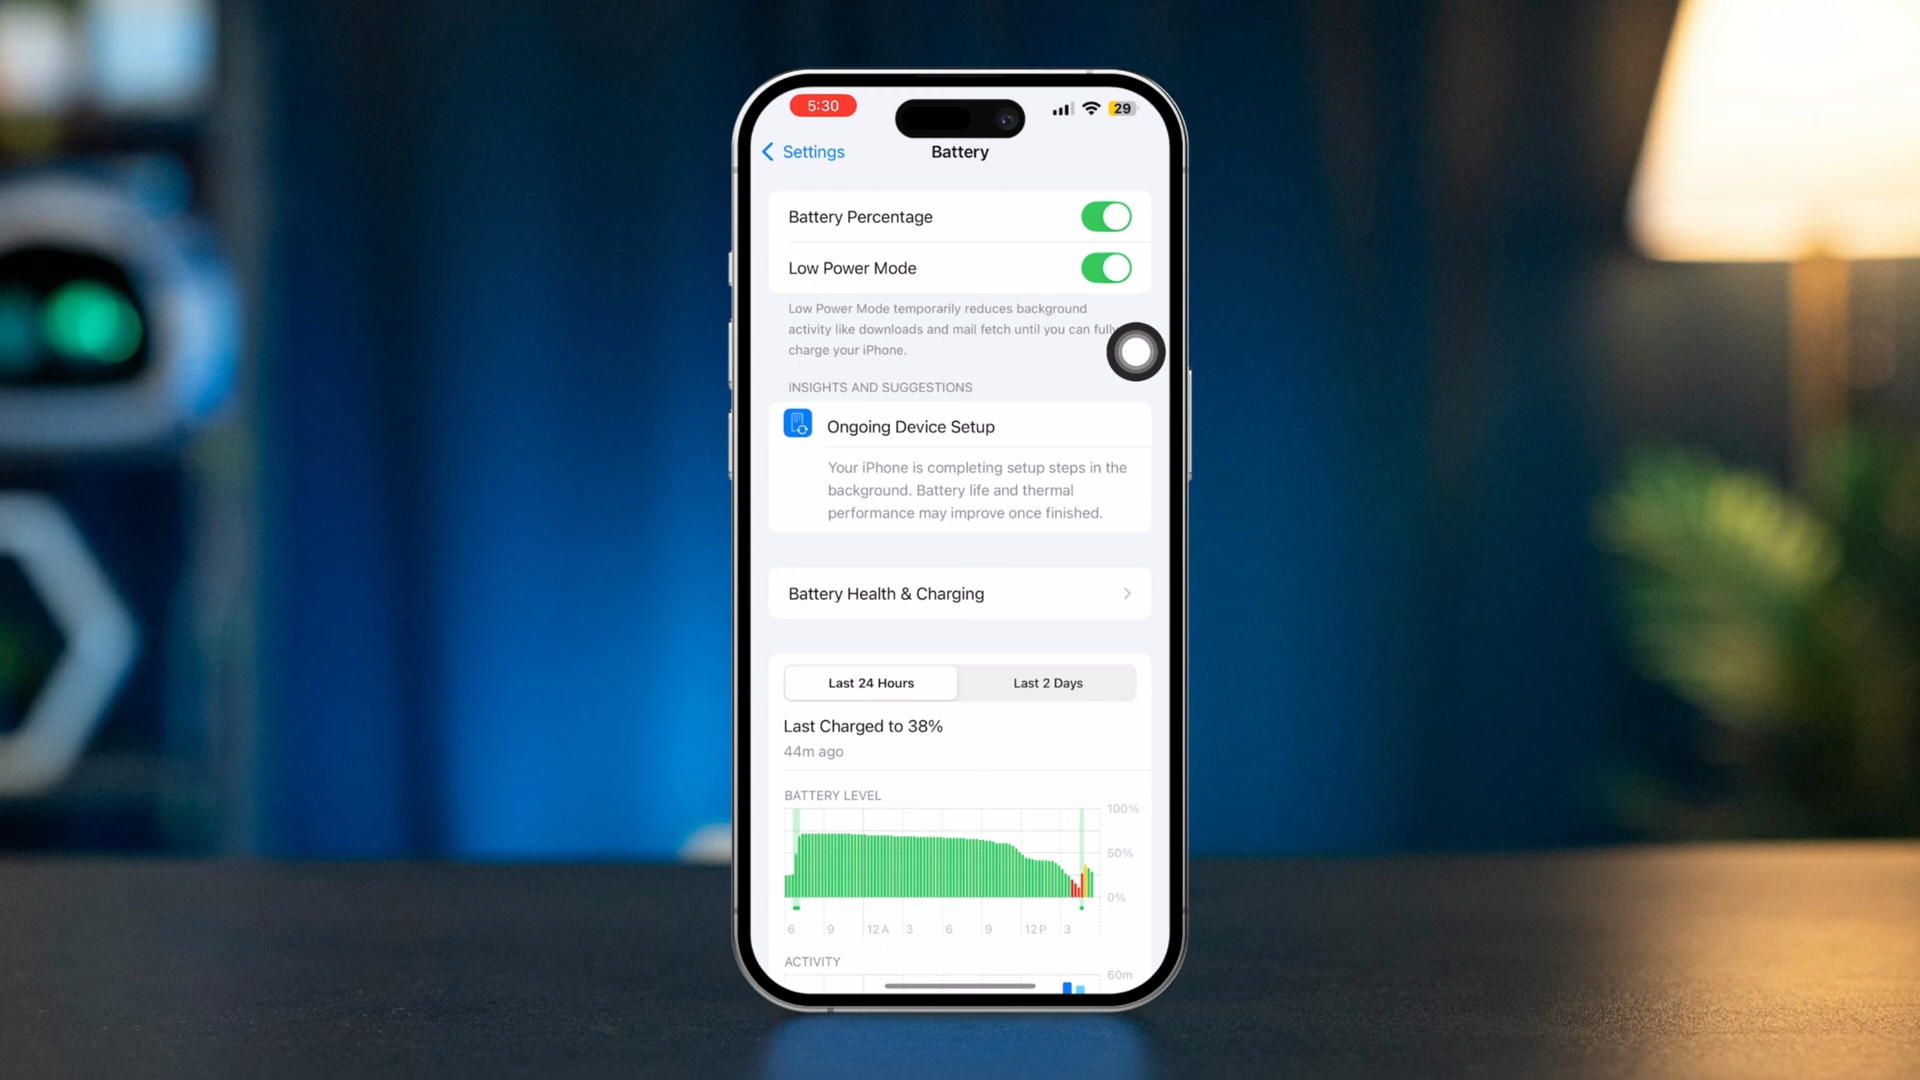 5:30
29
Settings
Battery
Battery Percentage
Low Power Mode
Low Power Mode temporarily reduces background
activity like downloads and mail fetch until you can fully
charge your iPhone.
INSIGHTS AND SUGGESTIONS
Ongoing Device Setup
Your iPhone is completing setup steps in the
background. Battery life and thermal
performance may improve once finished.
Battery Health & Charging
Last 24 Hours
Last 2 Days
Last Charged to 38%
44m ago
BATTERY LEVEL
100%
50%
0%
6 9 12 A 3 6 9 12 P 3
ACTIVITY
60m